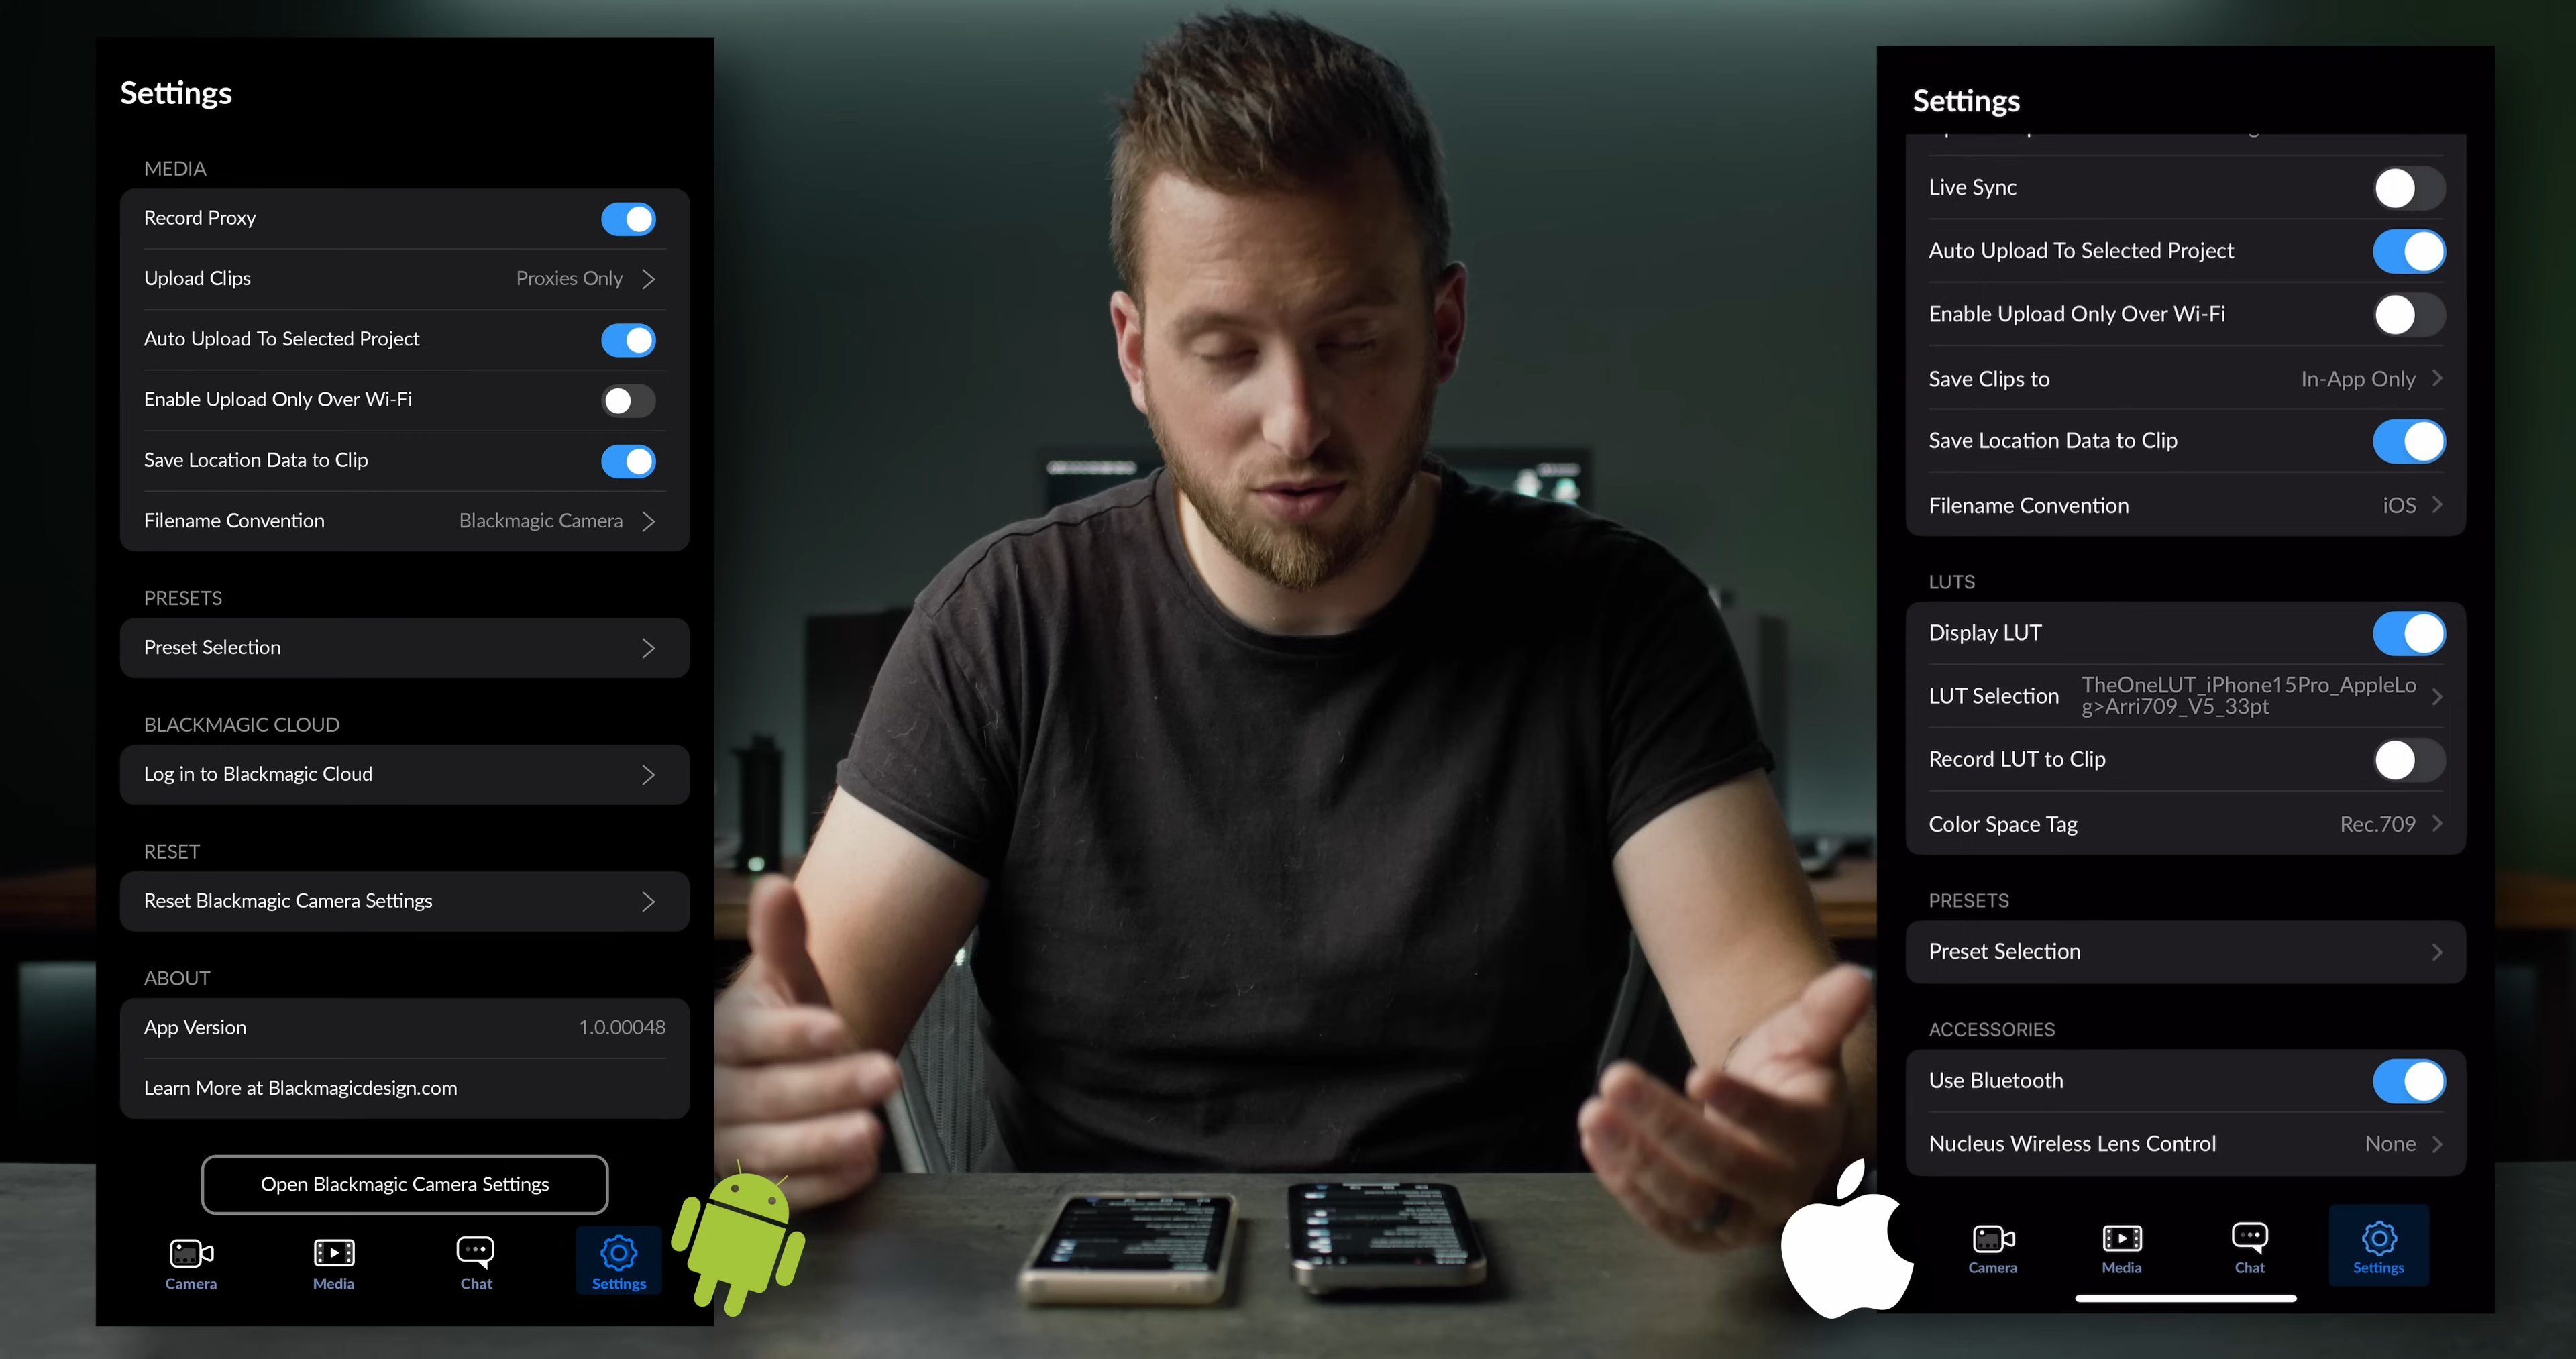 Settings
MEDIA
Record Proxy
Upload Clips Proxies Only
Auto Upload To Selected Project
Enable Upload Only Over Wi-Fi
Save Location Data to Clip
Filename Convention Blackmagic Camera
PRESETS
Preset Selection
BLACKMAGIC CLOUD
Log in to Blackmagic Cloud
RESET
Reset Blackmagic Camera Settings
ABOUT
App Version 1.0.00048
Learn More at Blackmagicdesign.com
Open Blackmagic Camera Settings
Camera Media Chat Settings
Settings
Live Sync
Auto Upload To Selected Project
Enable Upload Only Over Wi-Fi
Save Clips to In-App Only
Save Location Data to Clip
Filename Convention iOS
LUTS
Display LUT
LUT Selection TheOneLUT_iPhone15Pro_AppleLo
g>Arri709_V5_33pt
Record LUT to Clip
Color Space Tag Rec.709
PRESETS
Preset Selection
ACCESSORIES
Use Bluetooth
Nucleus Wireless Lens Control None
Camera Media Chat Settings